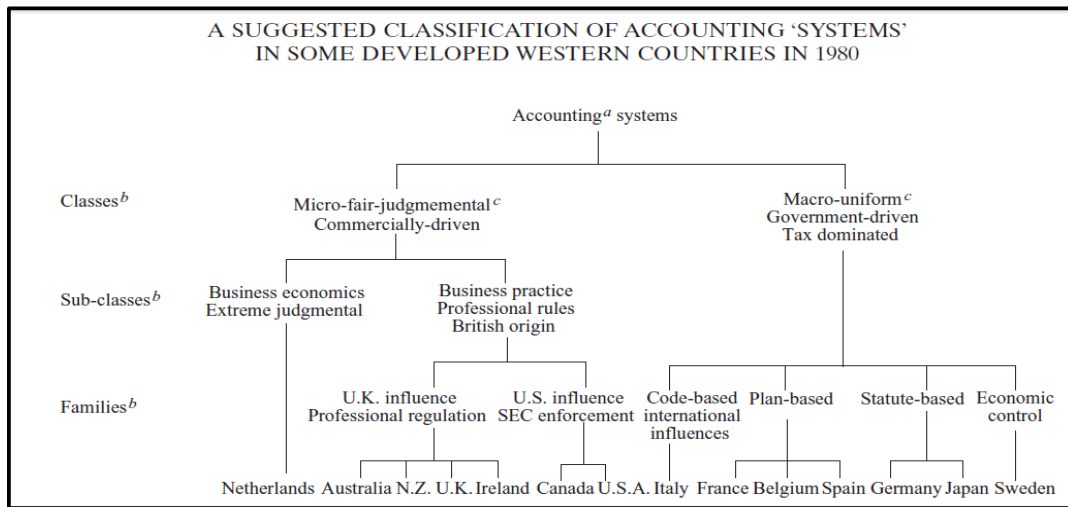 A SUGGESTED CLASSIFICATION OF ACCOUNTING ‘SYSTEMS’
IN SOME DEVELOPED WESTERN COUNTRIES IN 1980
Accountingᵃ systems
Classesᵇ
Micro-fair-judgmementalᶜ
Commercially-driven
Macro-uniformᶜ
Government-driven
Tax dominated
Sub-classesᵇ
Business economics
Extreme judgmental
Business practice
Professional rules
British origin
Familiesᵇ
U.K. influence
Professional regulation
U.S. influence
SEC enforcement
Code-based
international
influences
Plan-based
Statute-based
Economic
control
Netherlands Australia N.Z. U.K. Ireland Canada U.S.A. Italy France Belgium Spain Germany Japan Sweden